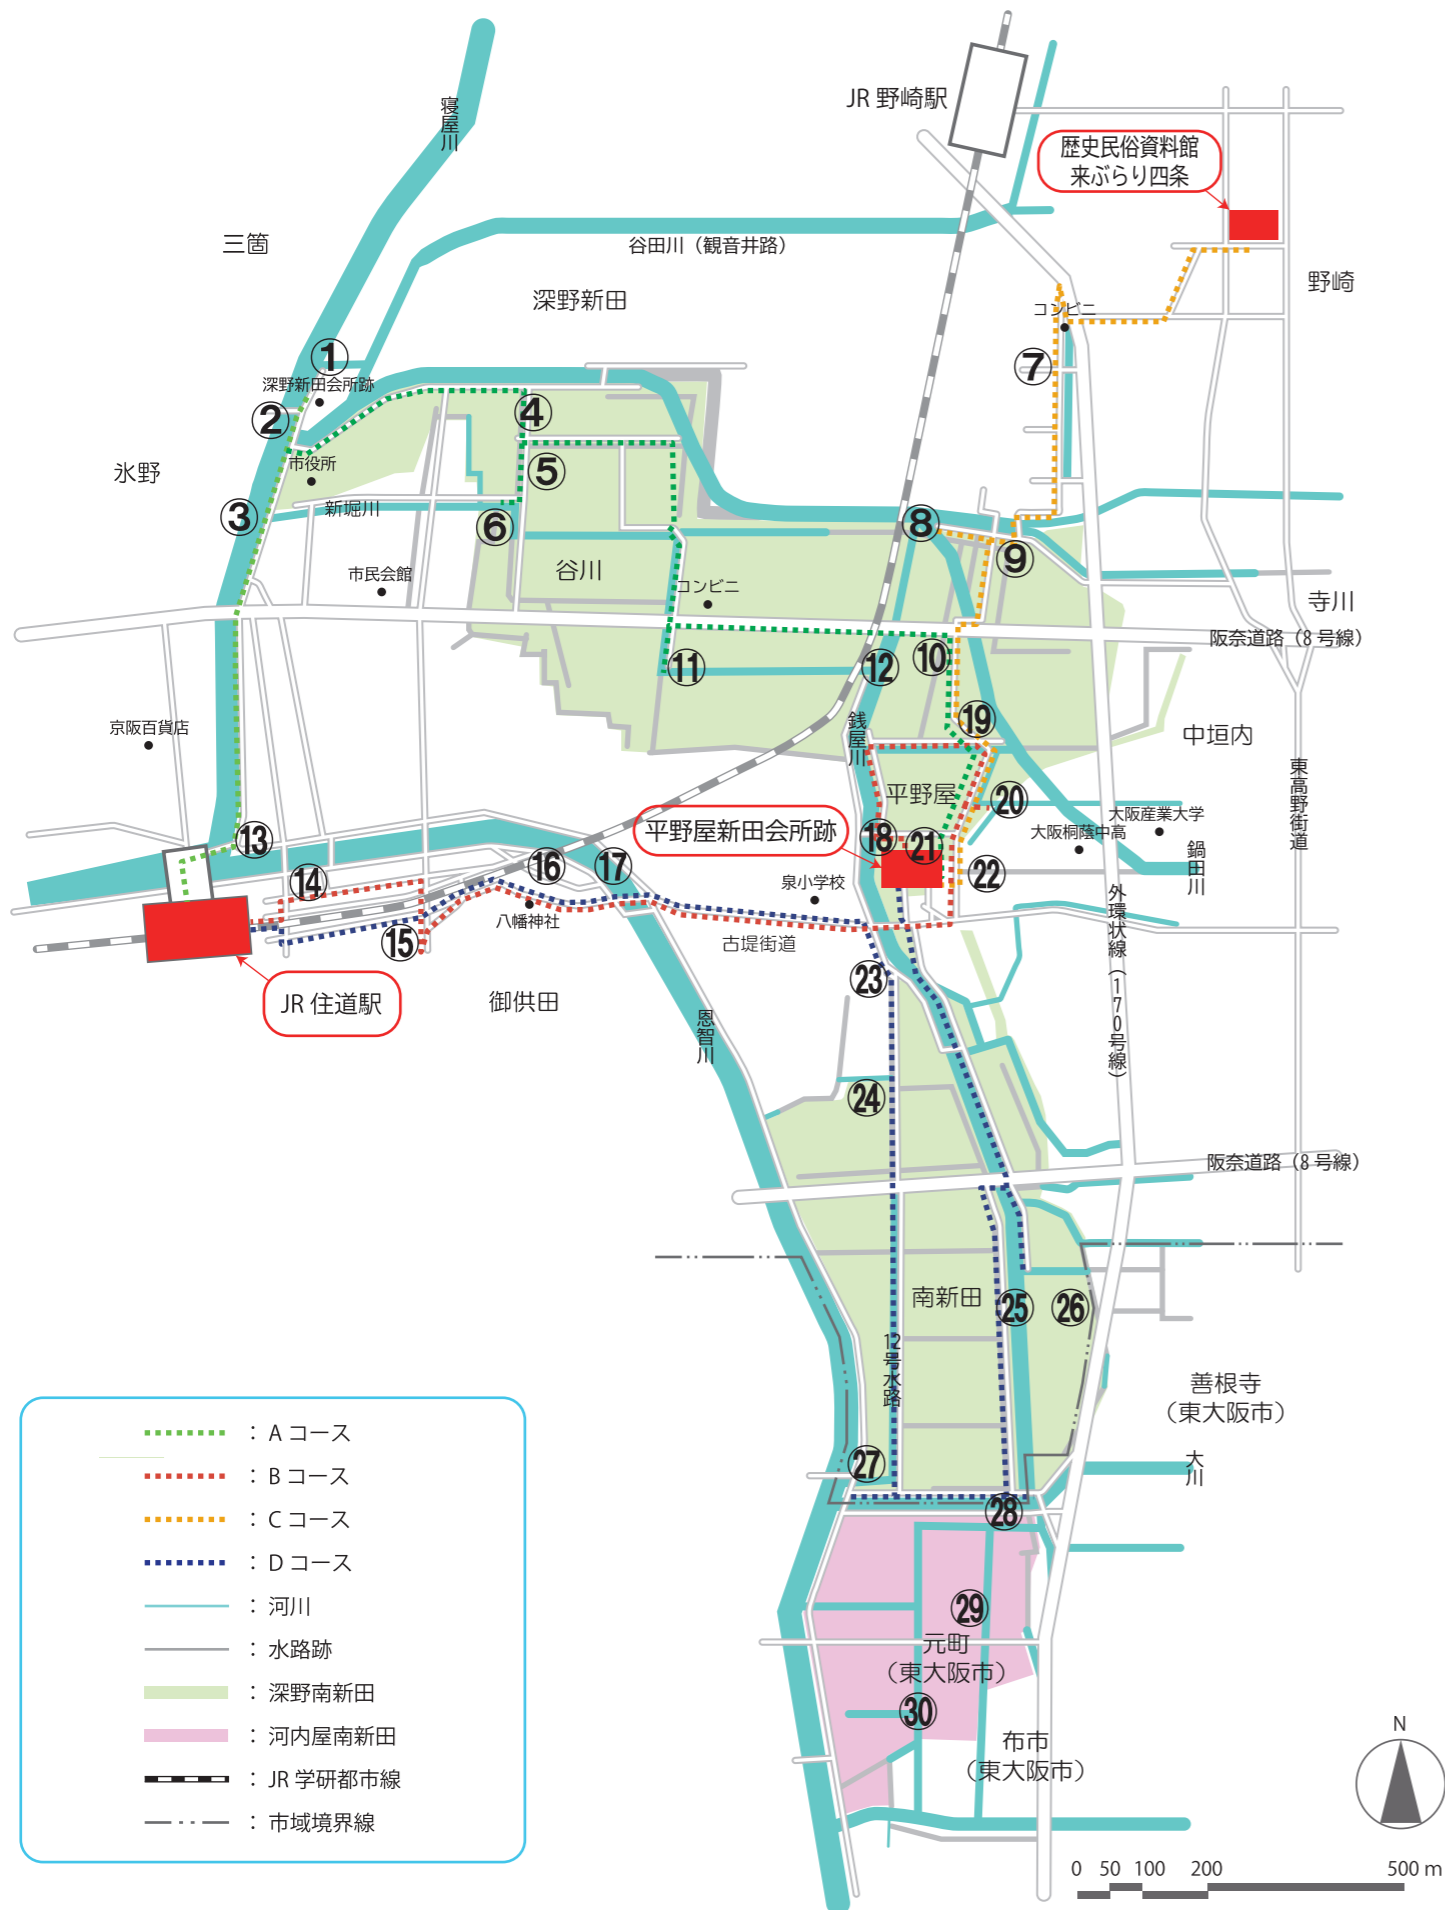 JR 野崎駅
寝屋川
歴史民俗資料館
来ぶらり四条
三箇
谷田川（観音井路）
野崎
深野新田
コンビニ
①
⑦
深野新田会所跡
②
④
氷野
市役所
⑤
③
新堀川
⑥
⑧
⑨
谷川
市民会館
コンビニ
寺川
阪奈道路（8 号線）
⑪
⑫
⑩
銭屋川
⑲
京阪百貨店
中垣内
東高野街道
平野屋
⑳
大阪産業大学
平野屋新田会所跡
⑬
⑱
㉑
大阪桐蔭中高
鍋田川
⑭
⑯
⑰
㉒
泉小学校
外環状線（170号線）
八幡神社
⑮
古堤街道
㉓
JR 住道駅
御供田
恩智川
㉔
阪奈道路（8 号線）
南新田
㉕
㉖
12号水路
善根寺
（東大阪市）
㉗
大川
㉘
㉙
元町
（東大阪市）
㉚
布市
（東大阪市）
：A コース
：B コース
：C コース
：D コース
：河川
：水路跡
：深野南新田
：河内屋南新田
：JR 学研都市線
：市域境界線
N
0 50 100 200 500 m